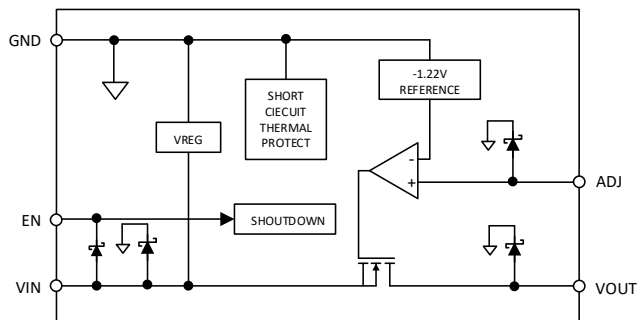 GND
-1.22V
REFERENCE
SHORT
CIECUIT
THERMAL
PROTECT
VREG
-
+
ADJ
EN
SHOUTDOWN
VIN
VOUT